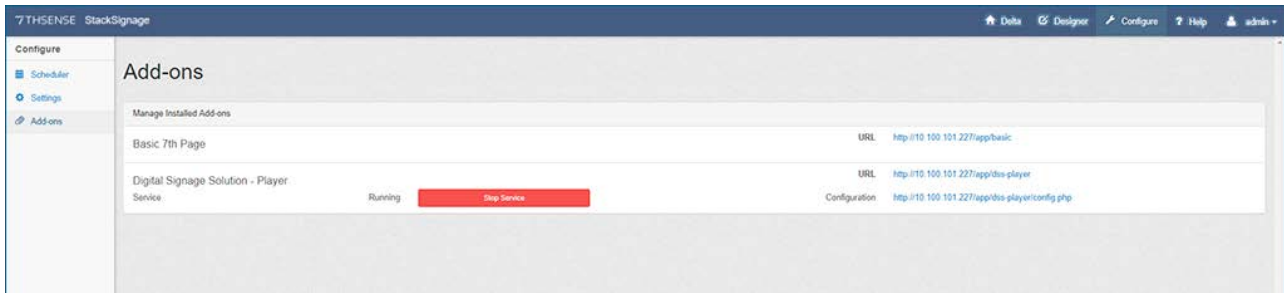 7THSENSE StackSignage
Delta Designer Configure ? Help admin
Configure
Scheduler
Settings
Add-ons
Add-ons
Manage Installed Add-ons
Basic 7th Page URL http://10.100.101.227/app/basic
Digital Signage Solution - Player URL http://10.100.101.227/app/dss-player
Service Running Stop Service Configuration http://10.100.101.227/app/dss-player/config.php